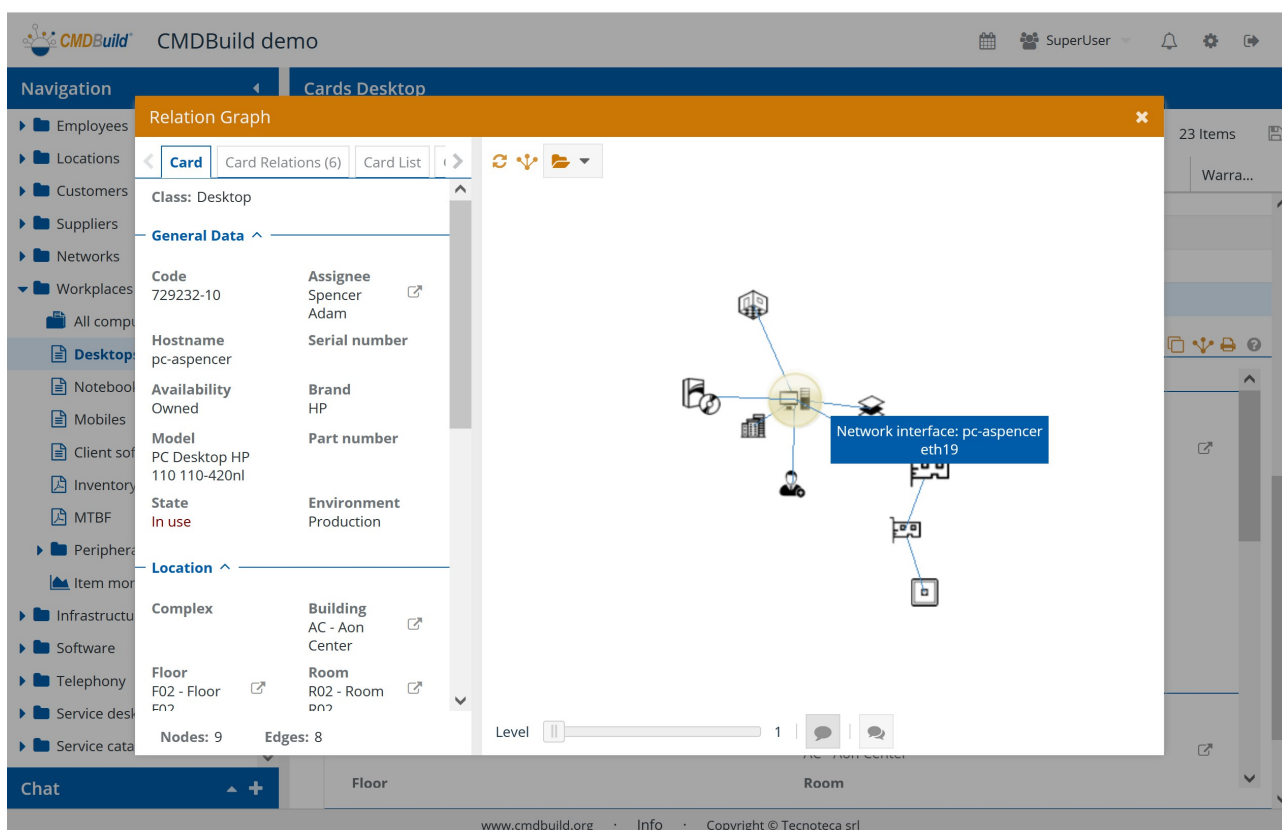 CMDBuild
CMDBuild demo
SuperUser
Navigation
Cards Desktop
Employees
Locations
Customers
Suppliers
Networks
Workplaces
All compu
Desktops
Notebool
Mobiles
Client sof
Inventory
MTBF
Periphera
Item mor
Infrastructu
Software
Telephony
Service desk
Service cata
Chat
Relation Graph
23 Items
Warra...
Card
Card Relations (6)
Card List
Class: Desktop
General Data
Code
729232-10
Assignee
Spencer
Adam
Hostname
pc-aspencer
Serial number
Availability
Owned
Brand
HP
Model
PC Desktop HP
110 110-420nl
Part number
State
In use
Environment
Production
Location
Complex
Building
AC - Aon
Center
Floor
F02 - Floor
F02
Room
R02 - Room
R02
Nodes: 9
Edges: 8
Network interface: pc-aspencer
eth19
Level
1
AC - Aon Center
Floor
Room
www.cmdbuild.org · Info · Copyright © Tecnoteca srl